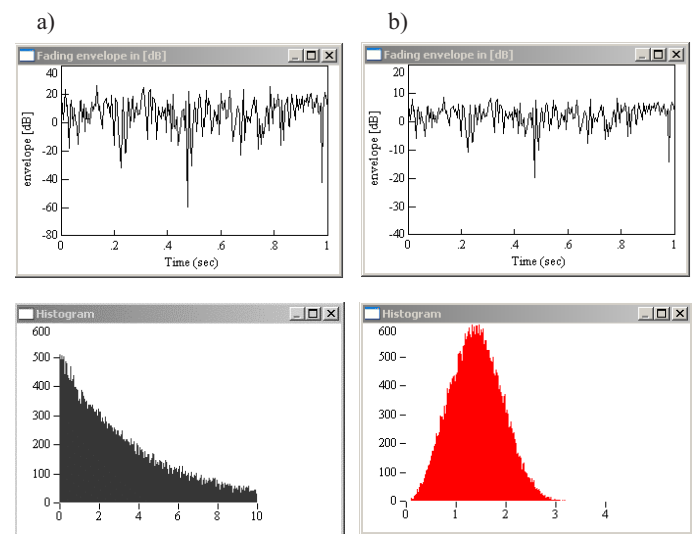 a)
b)
Fading envelope in [dB]
40
20
0
-20
-40
-60
-80
envelope [dB]
0 .2 .4 .6 .8 1
Time (sec)
Fading envelope in [dB]
20
0
-20
-30
-40
envelope [dB]
0 .2 .4 .6 .8 1
Time (sec)
Histogram
600
500
400
300
200
100
0
0 2 4 6 8 10
Histogram
600
500
400
300
200
100
0
0 1 2 3 4